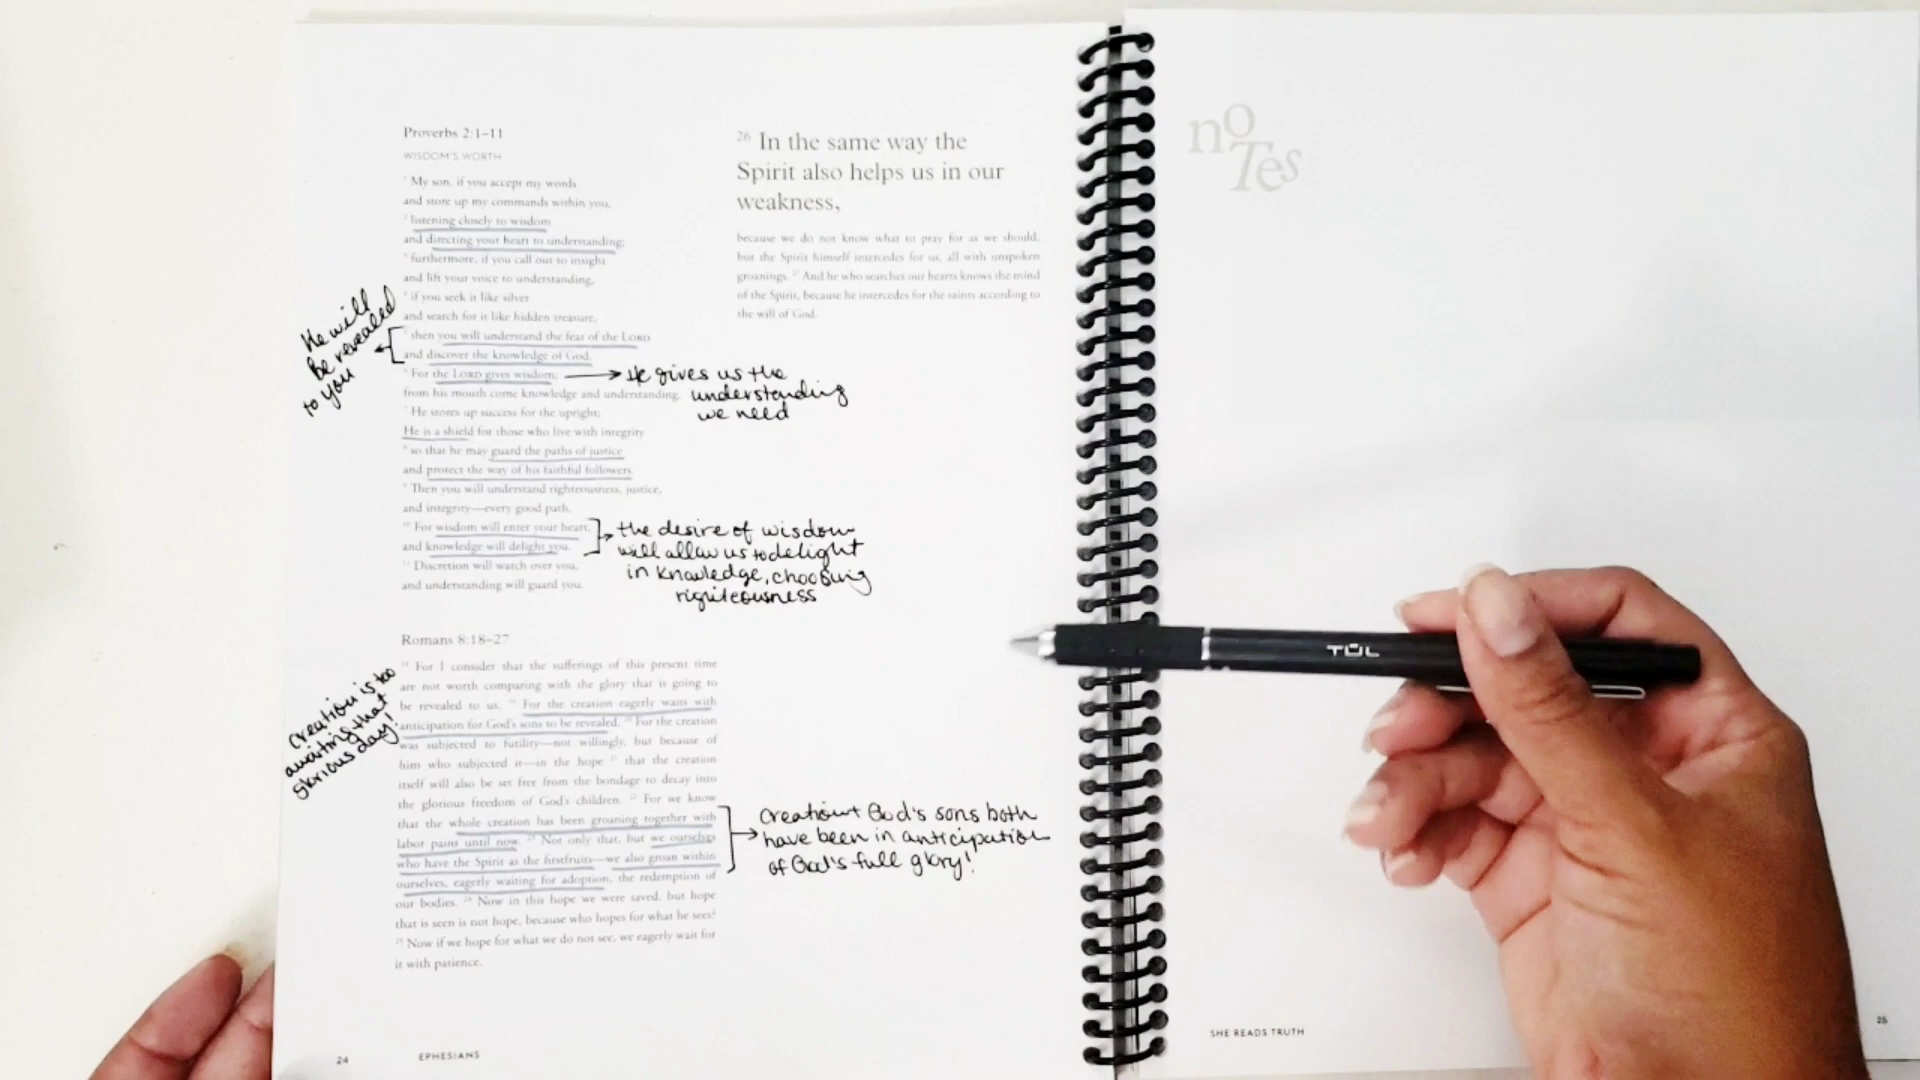 Proverbs 2:1–11
WISDOM'S WORTH
1 My son, if you accept my words
and store up my commands within you,
2 listening closely to wisdom
and directing your heart to understanding;
3 furthermore, if you call out to insight
and lift your voice to understanding,
4 if you seek it like silver
and search for it like hidden treasure,
5 then you will understand the fear of the LORD
and discover the knowledge of God.
6 For the LORD gives wisdom;
from his mouth come knowledge and understanding.
7 He stores up success for the upright;
He is a shield for those who live with integrity
8 so that he may guard the paths of justice
and protect the way of his faithful followers.
9 Then you will understand righteousness, justice,
and integrity—every good path.
10 For wisdom will enter your heart,
and knowledge will delight you.
11 Discretion will watch over you,
and understanding will guard you.
He will
be revealed
to you
He gives us the
understanding
we need
the desire of wisdom
will allow us to delight
in knowledge, choosing
righteousness
Romans 8:18–27
18 For I consider that the sufferings of this present time
are not worth comparing with the glory that is going to
be revealed to us. 19 For the creation eagerly waits with
anticipation for God's sons to be revealed. 20 For the creation
was subjected to futility—not willingly, but because of
him who subjected it—in the hope 21 that the creation
itself will also be set free from the bondage to decay into
the glorious freedom of God's children. 22 For we know
that the whole creation has been groaning together with
labor pains until now. 23 Not only that, but we ourselves
who have the Spirit as the firstfruits—we also groan within
ourselves, eagerly waiting for adoption, the redemption of
our bodies. 24 Now in this hope we were saved, but hope
that is seen is not hope, because who hopes for what he sees?
25 Now if we hope for what we do not see, we eagerly wait for
it with patience.
creation is too
awaiting that
glorious day!
creation + God's sons both
have been in anticipation
of God's full glory!
26 In the same way the
Spirit also helps us in our
weakness,
because we do not know what to pray for as we should,
but the Spirit himself intercedes for us, all with unspoken
groanings. 27 And he who searches our hearts knows the mind
of the Spirit, because he intercedes for the saints according to
the will of God.
24 EPHESIANS
noTes
TUL
SHE READS TRUTH
25